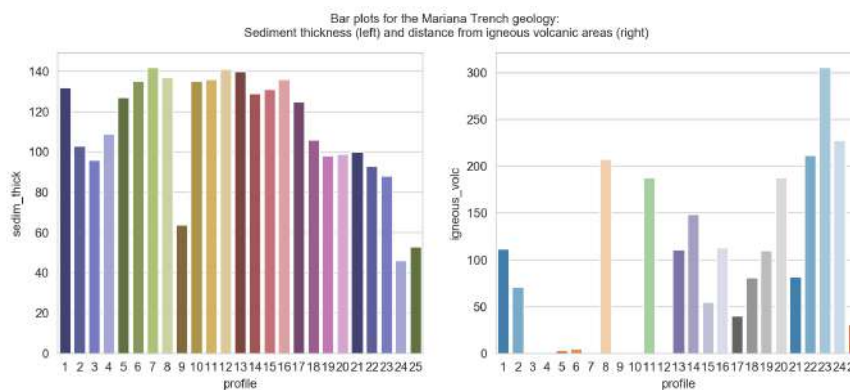 Bar plots for the Mariana Trench geology:
Sediment thickness (left) and distance from igneous volcanic areas (right)
sedim_thick
140
120
100
80
60
40
20
0
1 2 3 4 5 6 7 8 9 10 11 12 13 14 15 16 17 18 19 20 21 22 23 24 25
profile
igneous_volc
300
250
200
150
100
50
0
1 2 3 4 5 6 7 8 9 10 11 12 13 14 15 16 17 18 19 20 21 22 23 24
profile